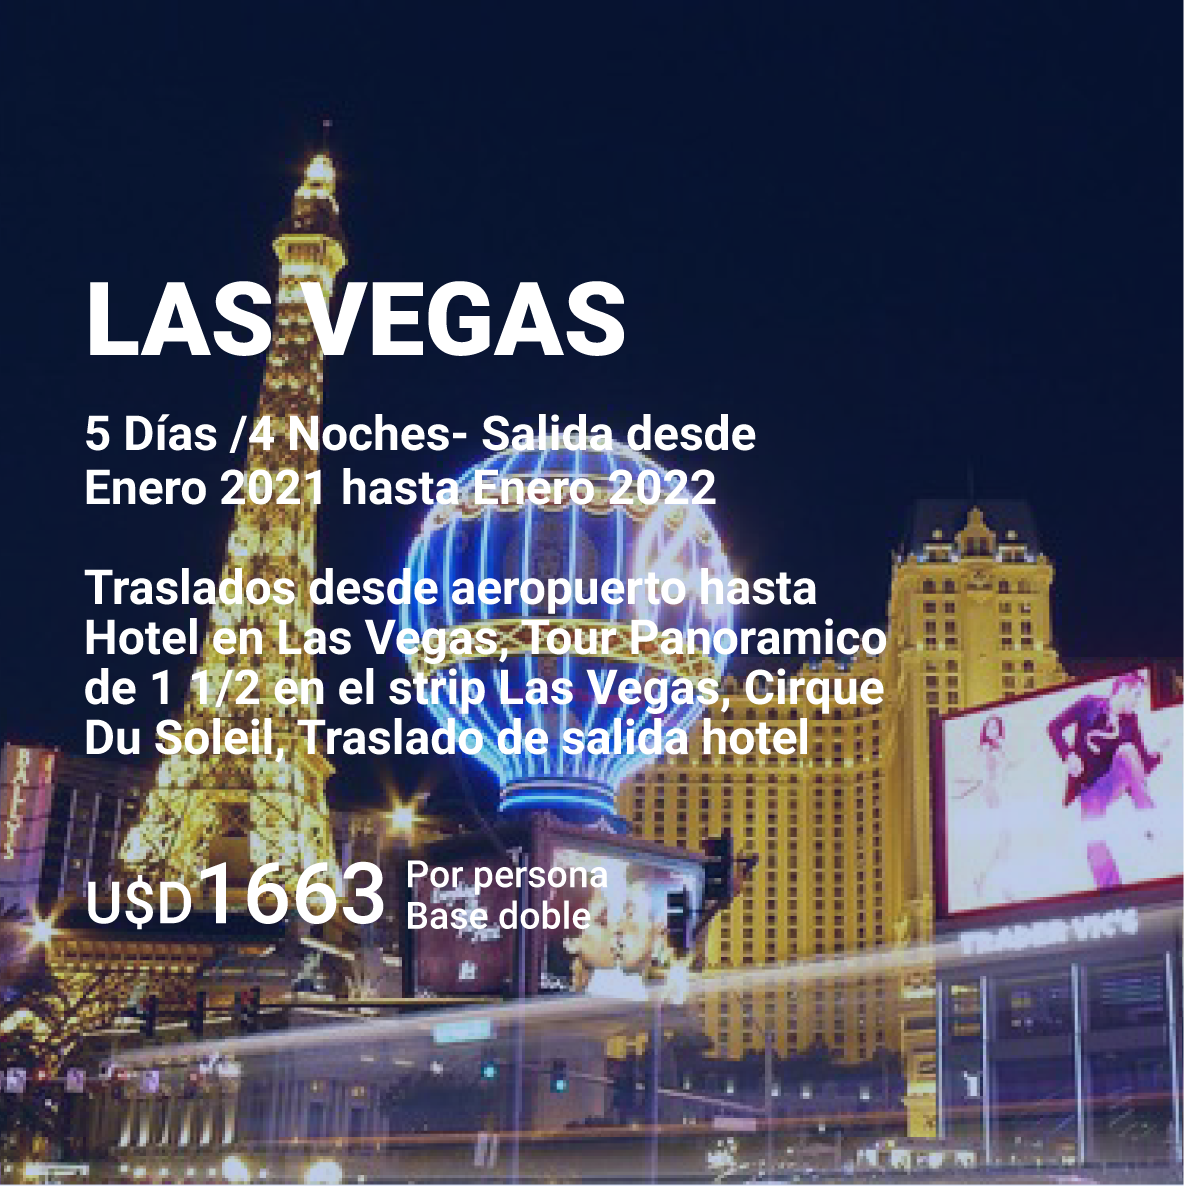 LAS VEGAS
5 Días /4 Noches- Salida desde
Enero 2021 hasta Enero 2022
Traslados desde aeropuerto hasta
Hotel en Las Vegas, Tour Panoramico
de 1 1/2 en el strip Las Vegas, Cirque
Du Soleil, Traslado de salida hotel
U$D1663 Por persona
Base doble
BALLYS
TRADER VIC'S